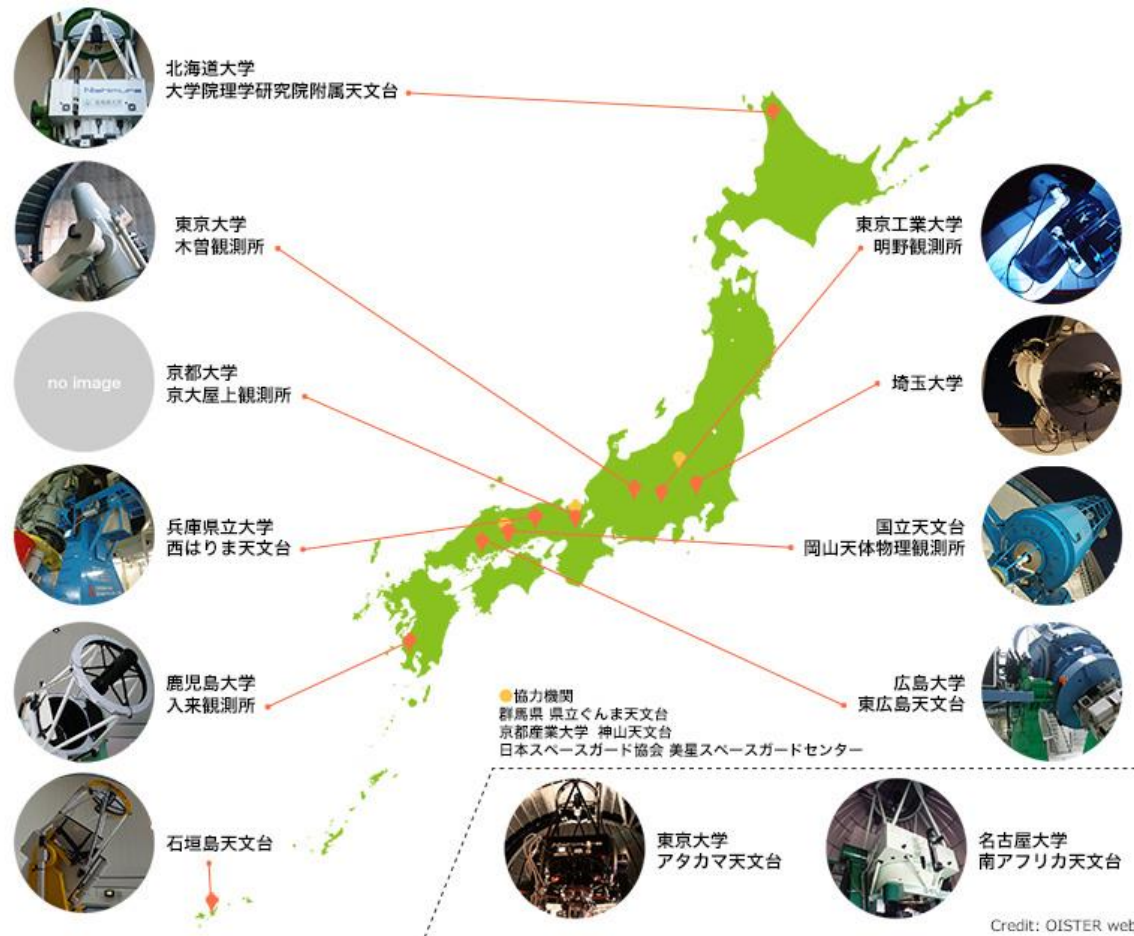 北海道大学
大学院理学研究院附属天文台
東京大学
木曽観測所
東京工業大学
明野観測所
no image
京都大学
京大屋上観測所
埼玉大学
兵庫県立大学
西はりま天文台
国立天文台
岡山天体物理観測所
鹿児島大学
入来観測所
広島大学
東広島天文台
協力機関
群馬県 県立ぐんま天文台
京都産業大学 神山天文台
日本スペースガード協会 美星スペースガードセンター
石垣島天文台
東京大学
アタカマ天文台
名古屋大学
南アフリカ天文台
Credit: OISTER web